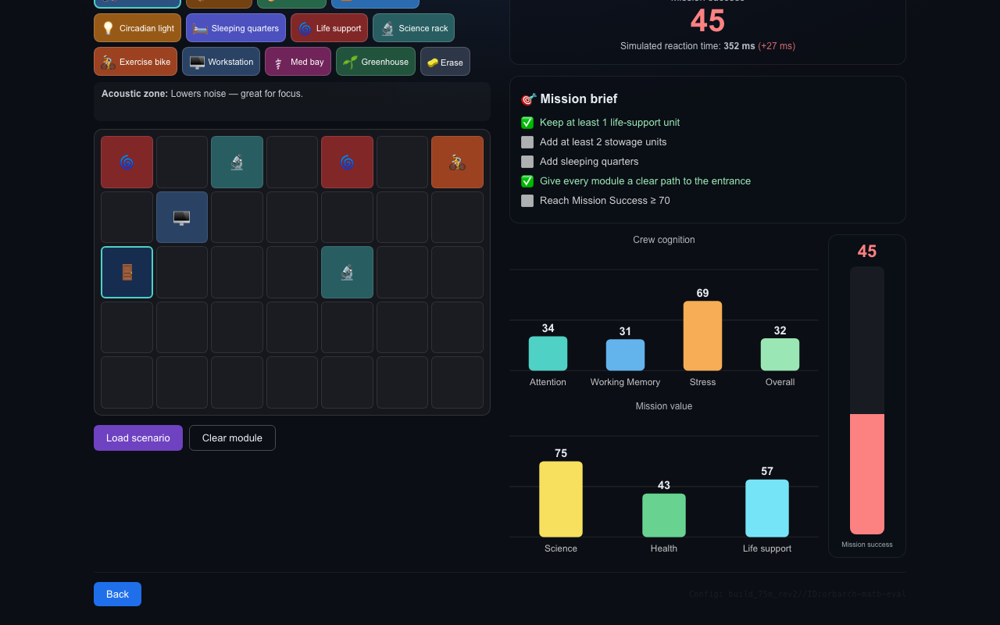 Circadian light
Sleeping quarters
Life support
Science rack
Exercise bike
Workstation
Med bay
Greenhouse
Erase
Acoustic zone: Lowers noise — great for focus.
Load scenario
Clear module
45
Simulated reaction time: 352 ms (+27 ms)
Mission brief
Keep at least 1 life-support unit
Add at least 2 stowage units
Add sleeping quarters
Give every module a clear path to the entrance
Reach Mission Success ≥ 70
Crew cognition
34
31
69
32
Attention
Working Memory
Stress
Overall
Mission value
75
43
57
Science
Health
Life support
45
Mission success
Back
Config: build_75m_rev2//ID:orbarch-math-eval